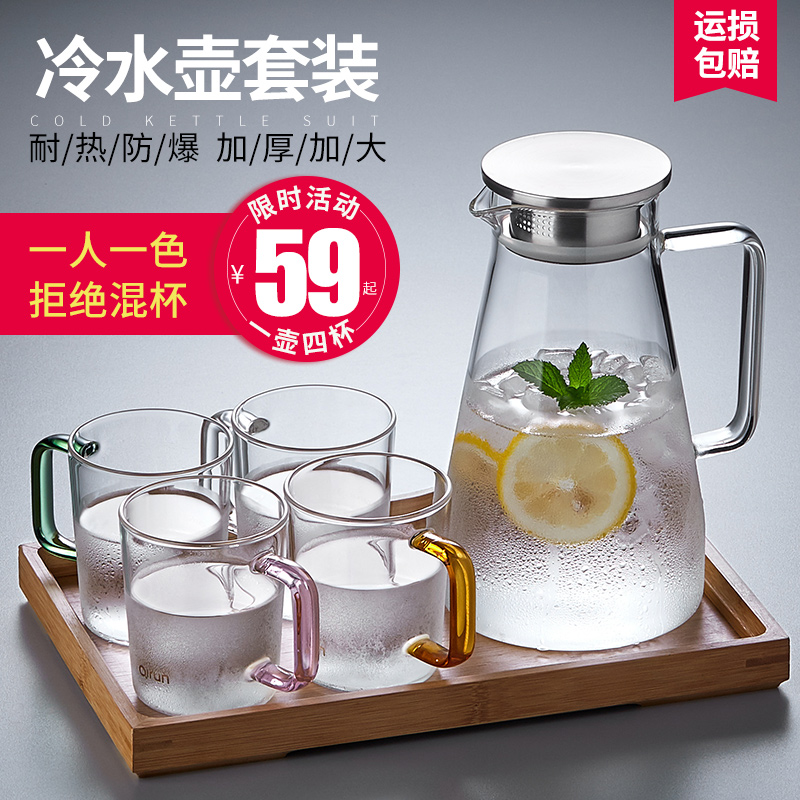 冷水壶套装
COLD KETTLE SUIT
耐/热/防/爆 加/厚/加/大
运损
包赔
一人一色
拒绝混杯
限时活动
¥59起
一壶四杯
Qirun